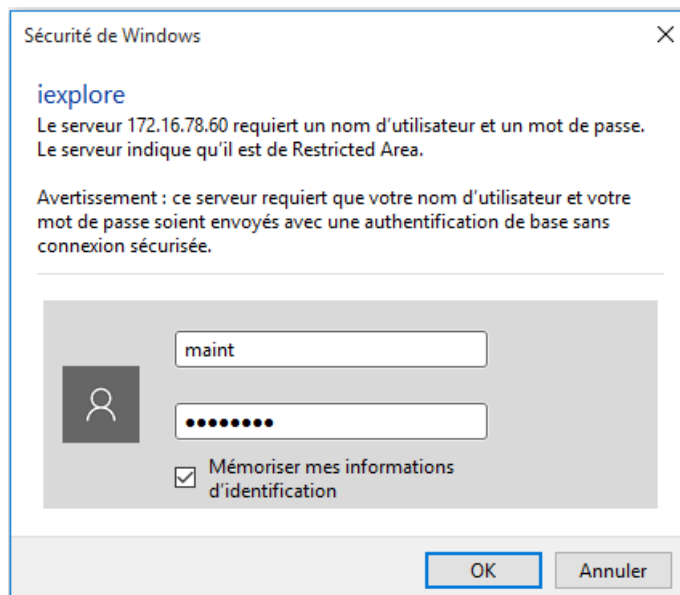 Sécurité de Windows
iexplore
Le serveur 172.16.78.60 requiert un nom d'utilisateur et un mot de passe.
Le serveur indique qu'il est de Restricted Area.
Avertissement : ce serveur requiert que votre nom d'utilisateur et votre
mot de passe soient envoyés avec une authentification de base sans
connexion sécurisée.
maint
••••••••
Mémoriser mes informations
d'identification
OK
Annuler